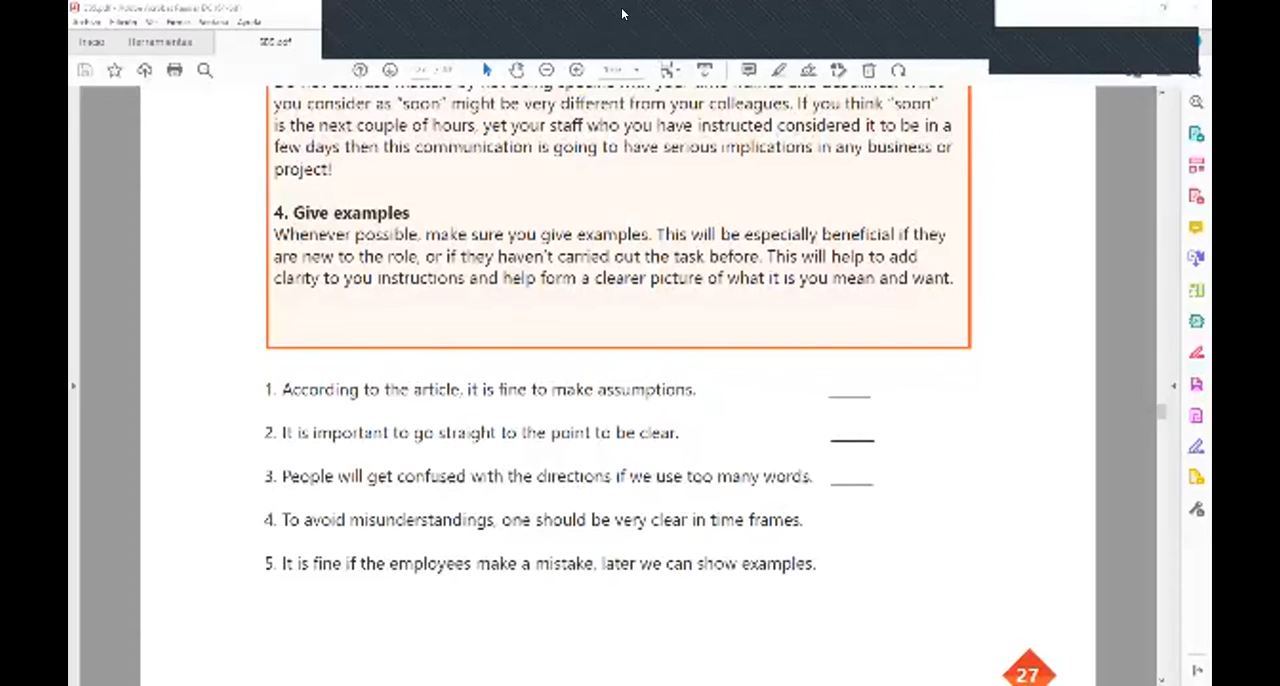 Inicio
Herramientas
you consider as "soon" might be very different from your colleagues. If you think "soon"
is the next couple of hours, yet your staff who you have instructed considered it to be in a
few days then this communication is going to have serious implications in any business or
project!
4. Give examples
Whenever possible, make sure you give examples. This will be especially beneficial if they
are new to the role, or if they haven't carried out the task before. This will help to add
clarity to you instructions and help form a clearer picture of what it is you mean and want.
1. According to the article, it is fine to make assumptions. ____
2. It is important to go straight to the point to be clear. ____
3. People will get confused with the directions if we use too many words. ____
4. To avoid misunderstandings, one should be very clear in time frames.
5. It is fine if the employees make a mistake, later we can show examples.
27